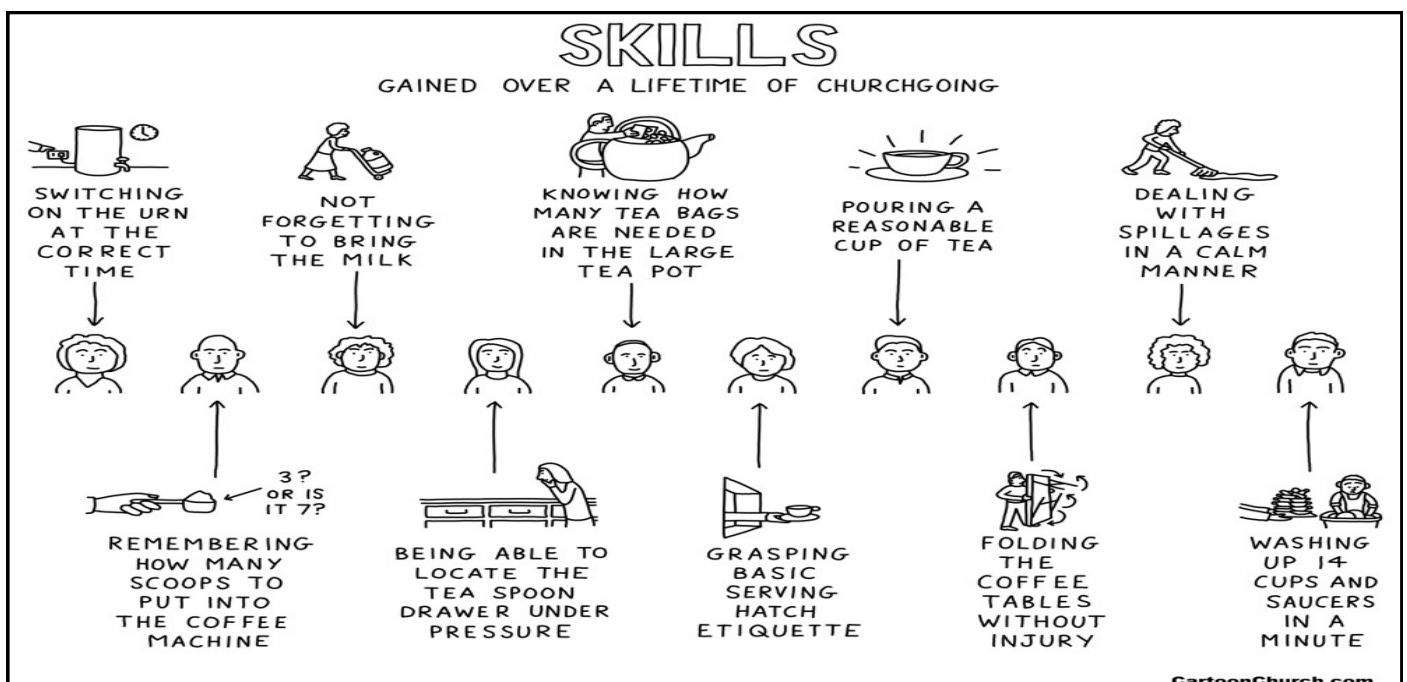 SKILLS
GAINED OVER A LIFETIME OF CHURCHGOING
SWITCHING
ON THE URN
AT THE
CORRECT
TIME
NOT
FORGETTING
TO BRING
THE MILK
KNOWING HOW
MANY TEA BAGS
ARE NEEDED
IN THE LARGE
TEA POT
POURING A
REASONABLE
CUP OF TEA
DEALING
WITH
SPILLAGES
IN A CALM
MANNER
3?
OR IS
IT 7?
REMEMBERING
HOW MANY
SCOOPS TO
PUT INTO
THE COFFEE
MACHINE
BEING ABLE TO
LOCATE THE
TEA SPOON
DRAWER UNDER
PRESSURE
GRASPING
BASIC
SERVING
HATCH
ETIQUETTE
FOLDING
THE
COFFEE
TABLES
WITHOUT
INJURY
WASHING
UP 14
CUPS AND
SAUCERS
IN A
MINUTE
CartoonChurch.com